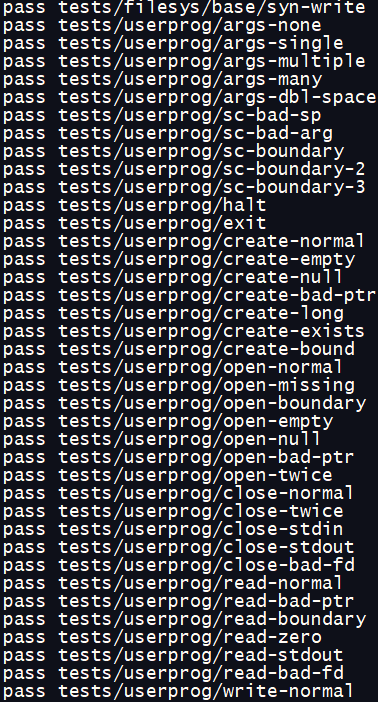 pass tests/filesys/base/syn-write
pass tests/userprog/args-none
pass tests/userprog/args-single
pass tests/userprog/args-multiple
pass tests/userprog/args-many
pass tests/userprog/args-dbl-space
pass tests/userprog/sc-bad-sp
pass tests/userprog/sc-bad-arg
pass tests/userprog/sc-boundary
pass tests/userprog/sc-boundary-2
pass tests/userprog/sc-boundary-3
pass tests/userprog/halt
pass tests/userprog/exit
pass tests/userprog/create-normal
pass tests/userprog/create-empty
pass tests/userprog/create-null
pass tests/userprog/create-bad-ptr
pass tests/userprog/create-long
pass tests/userprog/create-exists
pass tests/userprog/create-bound
pass tests/userprog/open-normal
pass tests/userprog/open-missing
pass tests/userprog/open-boundary
pass tests/userprog/open-empty
pass tests/userprog/open-null
pass tests/userprog/open-bad-ptr
pass tests/userprog/open-twice
pass tests/userprog/close-normal
pass tests/userprog/close-twice
pass tests/userprog/close-stdin
pass tests/userprog/close-stdout
pass tests/userprog/close-bad-fd
pass tests/userprog/read-normal
pass tests/userprog/read-bad-ptr
pass tests/userprog/read-boundary
pass tests/userprog/read-zero
pass tests/userprog/read-stdout
pass tests/userprog/read-bad-fd
pass tests/userprog/write-normal